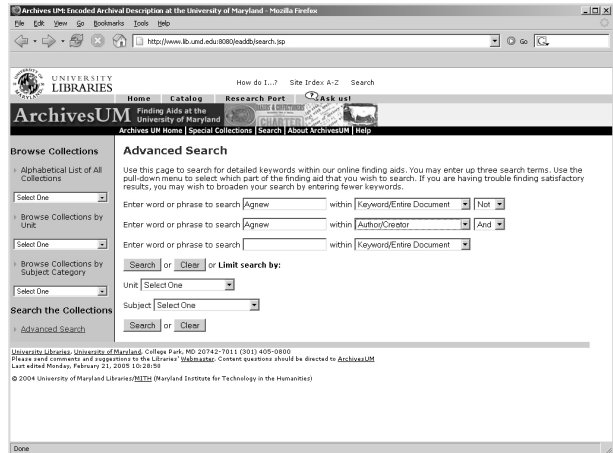 Archives UM: Encoded Archival Description at the University of Maryland - Mozilla Firefox
File Edit View Go Bookmarks Tools Help
http://www.lib.umd.edu:8080/eaddb/search.jsp Go
UNIVERSITY
LIBRARIES
How do I...? Site Index A-Z Search
Home Catalog Research Port Ask us!
ArchivesUM
Finding Aids at the
University of Maryland
CHARTER
Archives UM Home | Special Collections | Search | About ArchivesUM | Help
Browse Collections
Alphabetical List of All
Collections
Select One
Browse Collections by
Unit
Select One
Browse Collections by
Subject Category
Select One
Search the Collections
Advanced Search
Advanced Search
Use this page to search for detailed keywords within our online finding aids. You may enter up three search terms. Use the
pull-down menu to select which part of the finding aid that you wish to search. If you are having trouble finding satisfactory
results, you may wish to broaden your search by entering fewer keywords.
Enter word or phrase to search Agnew within Keyword/Entire Document Not
Enter word or phrase to search Agnew within Author/Creator And
Enter word or phrase to search within Keyword/Entire Document
Search or Clear or Limit search by:
Unit Select One
Subject Select One
Search or Clear
University Libraries, University of Maryland, College Park, MD 20742-7011 (301) 405-0800
Please send comments and suggestions to the Libraries' Webmaster. Content questions should be directed to ArchivesUM
Last edited Monday, February 21, 2005 10:28:50
© 2004 University of Maryland Libraries/MITH (Maryland Institute for Technology in the Humanities)
Done